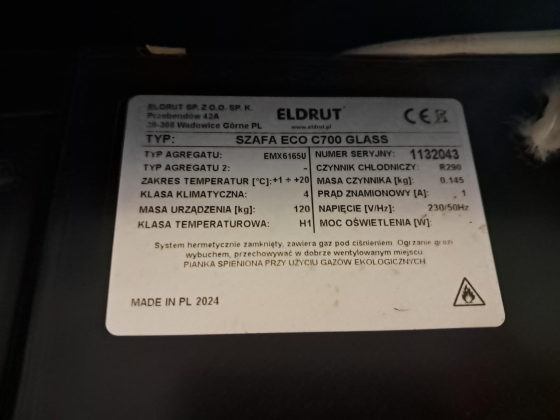 ELDRUT SP. Z O.O. SP. K.
Przebendów 42A
Wadowice Górne PL
ELDRUT
www.eldrut.pl
CE
TYP: SZAFA ECO C700 GLASS
TYP AGREGATU: EMX6165U
TYP AGREGATU 2: -
ZAKRES TEMPERATUR [°C]: +1 ÷ +20
KLASA KLIMATYCZNA: 4
MASA URZĄDZENIA [kg]: 120
KLASA TEMPERATUROWA: H1
NUMER SERYJNY: 1132043
CZYNNIK CHŁODNICZY: R290
MASA CZYNNIKA [kg]: 0.145
PRĄD ZNAMIONOWY [A]: 1
NAPIĘCIE [V/Hz]: 230/50Hz
MOC OŚWIETLENIA [W]:
System hermetycznie zamknięty, zawiera gaz pod ciśnieniem. Ogrzanie grozi
wybuchem, przechowywać w dobrze wentylowanym miejscu.
PIANKA SPIENIONA PRZY UŻYCIU GAZÓW EKOLOGICZNYCH
MADE IN PL 2024